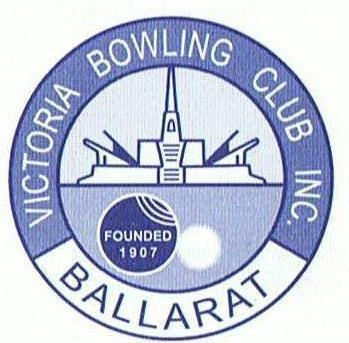 VICTORIA BOWLING CLUB INC.
FOUNDED
1907
BALLARAT